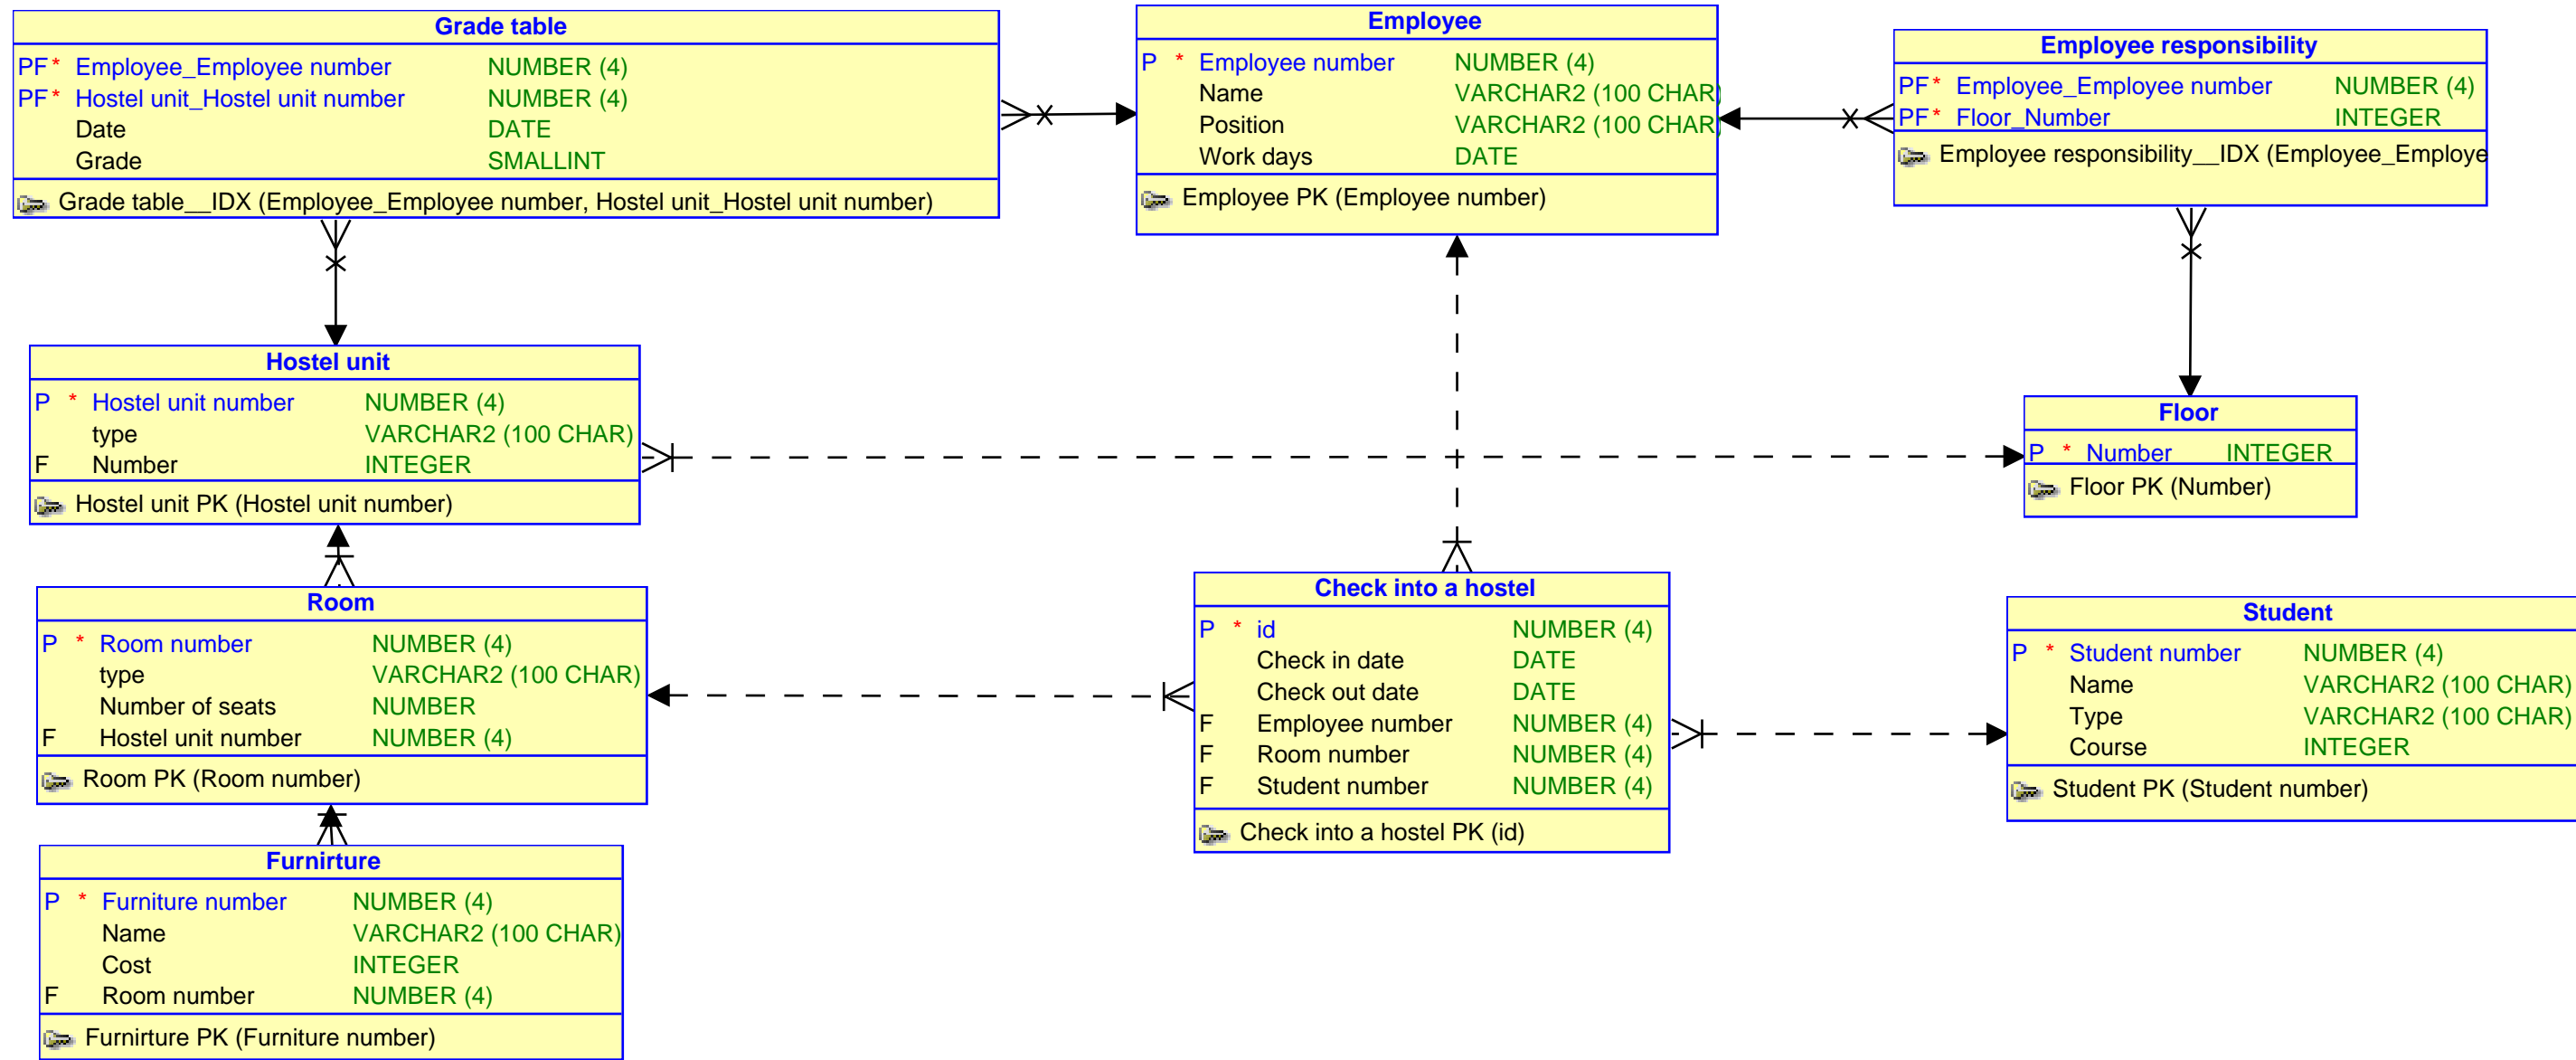 Grade table
PF* Employee_Employee number NUMBER (4)
PF* Hostel unit_Hostel unit number NUMBER (4)
Date DATE
Grade SMALLINT
Grade table__IDX (Employee_Employee number, Hostel unit_Hostel unit number)
Employee
P * Employee number NUMBER (4)
Name VARCHAR2 (100 CHAR)
Position VARCHAR2 (100 CHAR)
Work days DATE
Employee PK (Employee number)
Employee responsibility
PF* Employee_Employee number NUMBER (4)
PF* Floor_Number INTEGER
Employee responsibility__IDX (Employee_Employe
Hostel unit
P * Hostel unit number NUMBER (4)
type VARCHAR2 (100 CHAR)
F Number INTEGER
Hostel unit PK (Hostel unit number)
Floor
P * Number INTEGER
Floor PK (Number)
Room
P * Room number NUMBER (4)
type VARCHAR2 (100 CHAR)
Number of seats NUMBER
F Hostel unit number NUMBER (4)
Room PK (Room number)
Check into a hostel
P * id NUMBER (4)
Check in date DATE
Check out date DATE
F Employee number NUMBER (4)
F Room number NUMBER (4)
F Student number NUMBER (4)
Check into a hostel PK (id)
Student
P * Student number NUMBER (4)
Name VARCHAR2 (100 CHAR)
Type VARCHAR2 (100 CHAR)
Course INTEGER
Student PK (Student number)
Furnirture
P * Furniture number NUMBER (4)
Name VARCHAR2 (100 CHAR)
Cost INTEGER
F Room number NUMBER (4)
Furnirture PK (Furniture number)